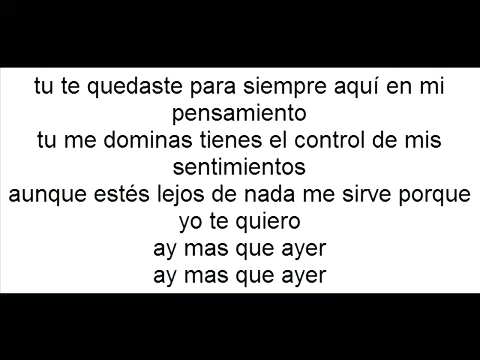 tu te quedaste para siempre aquí en mi
pensamiento
tu me dominas tienes el control de mis
sentimientos
aunque estés lejos de nada me sirve porque
yo te quiero
ay mas que ayer
ay mas que ayer